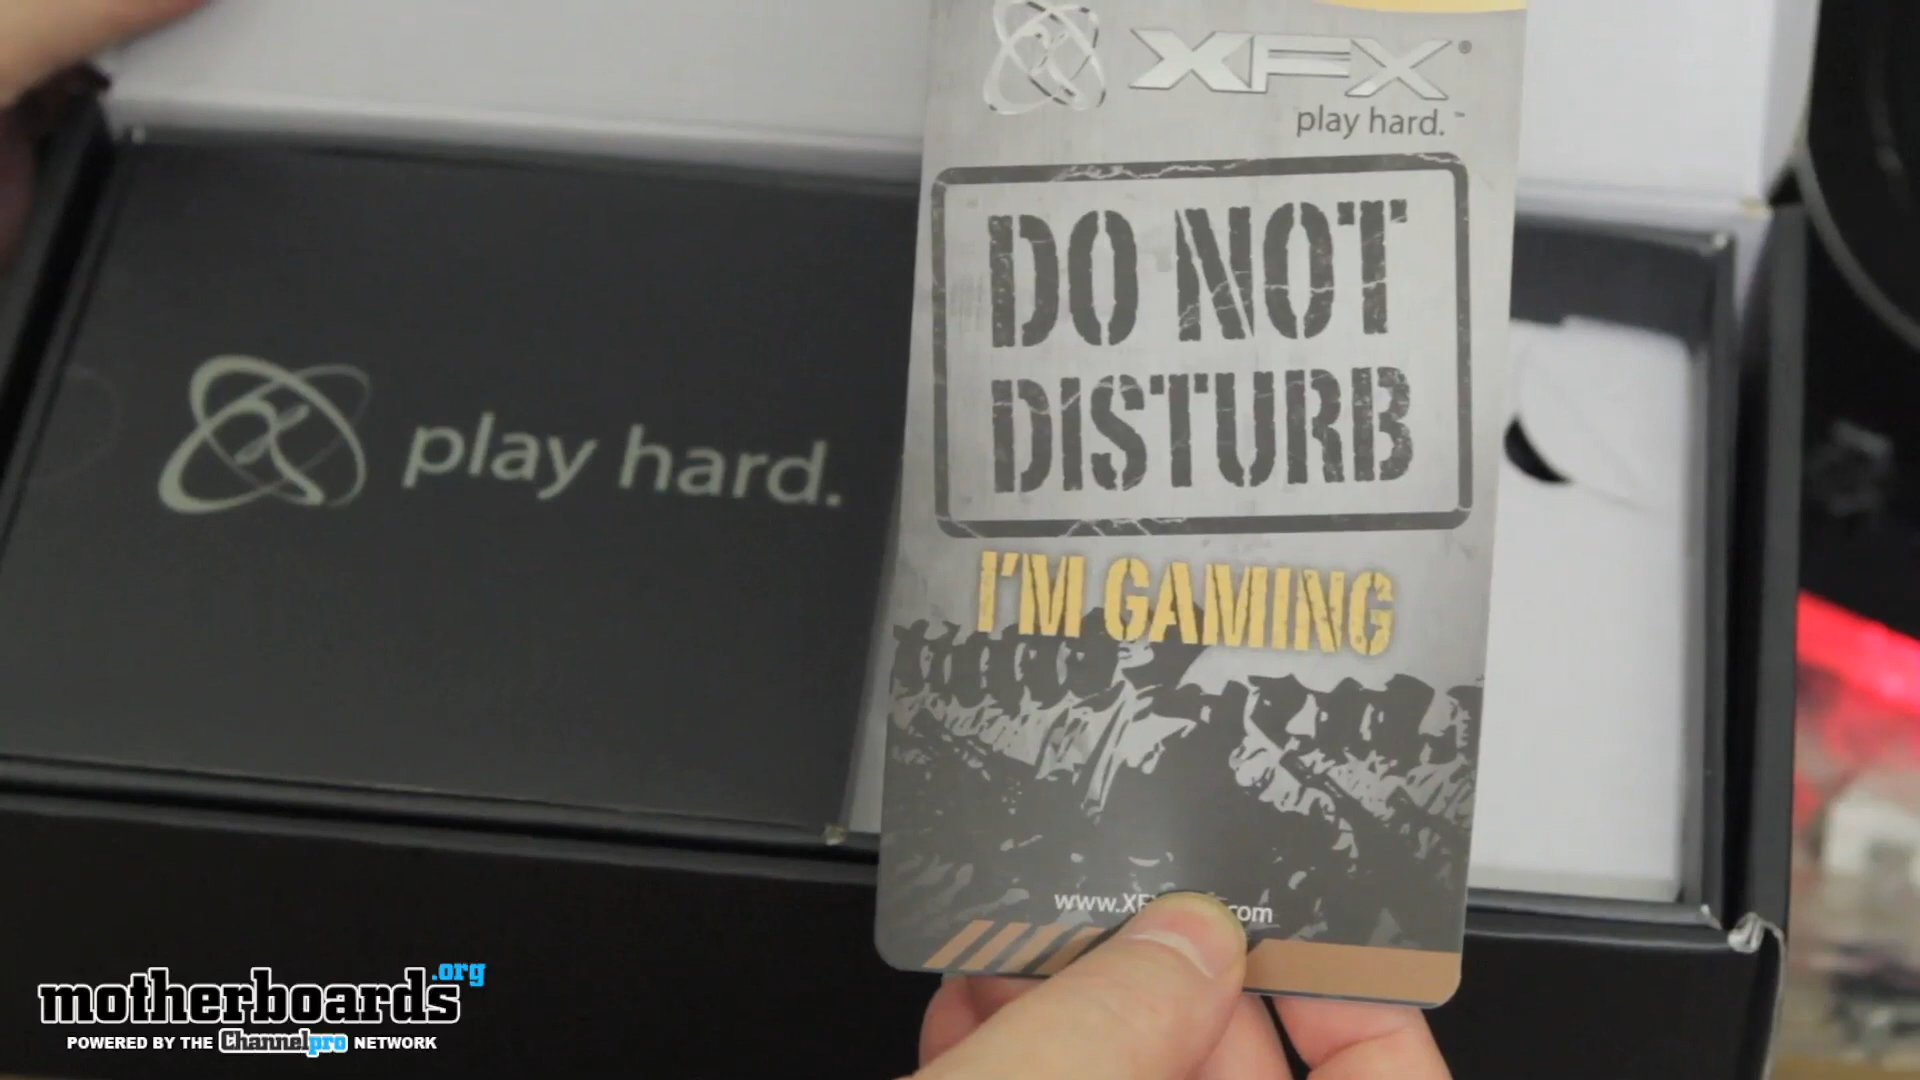 XFX®
play hard.™
DO NOT
DISTURB
I'M GAMING
play hard.
motherboards.org
POWERED BY THE Channelpro NETWORK